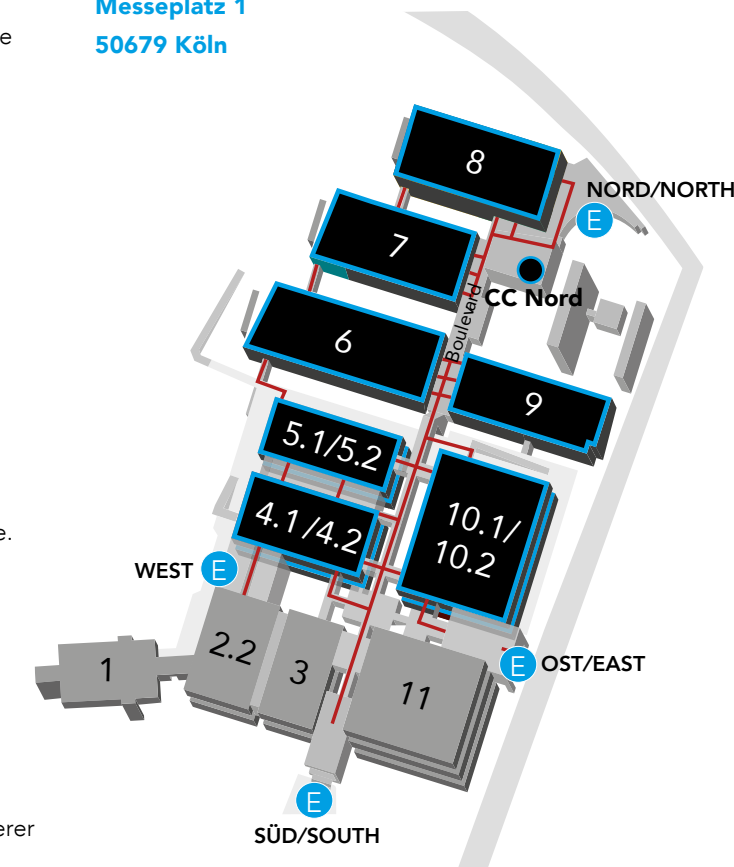 Messeplatz 1
e
50679 Köln
8
NORD/NORTH
E
7
CC Nord
Boulevard
6
9
5.1/5.2
4.1/4.2
10.1/
10.2
e.
WEST E
2.2
1
3
E OST/EAST
11
E
erer
SÜD/SOUTH